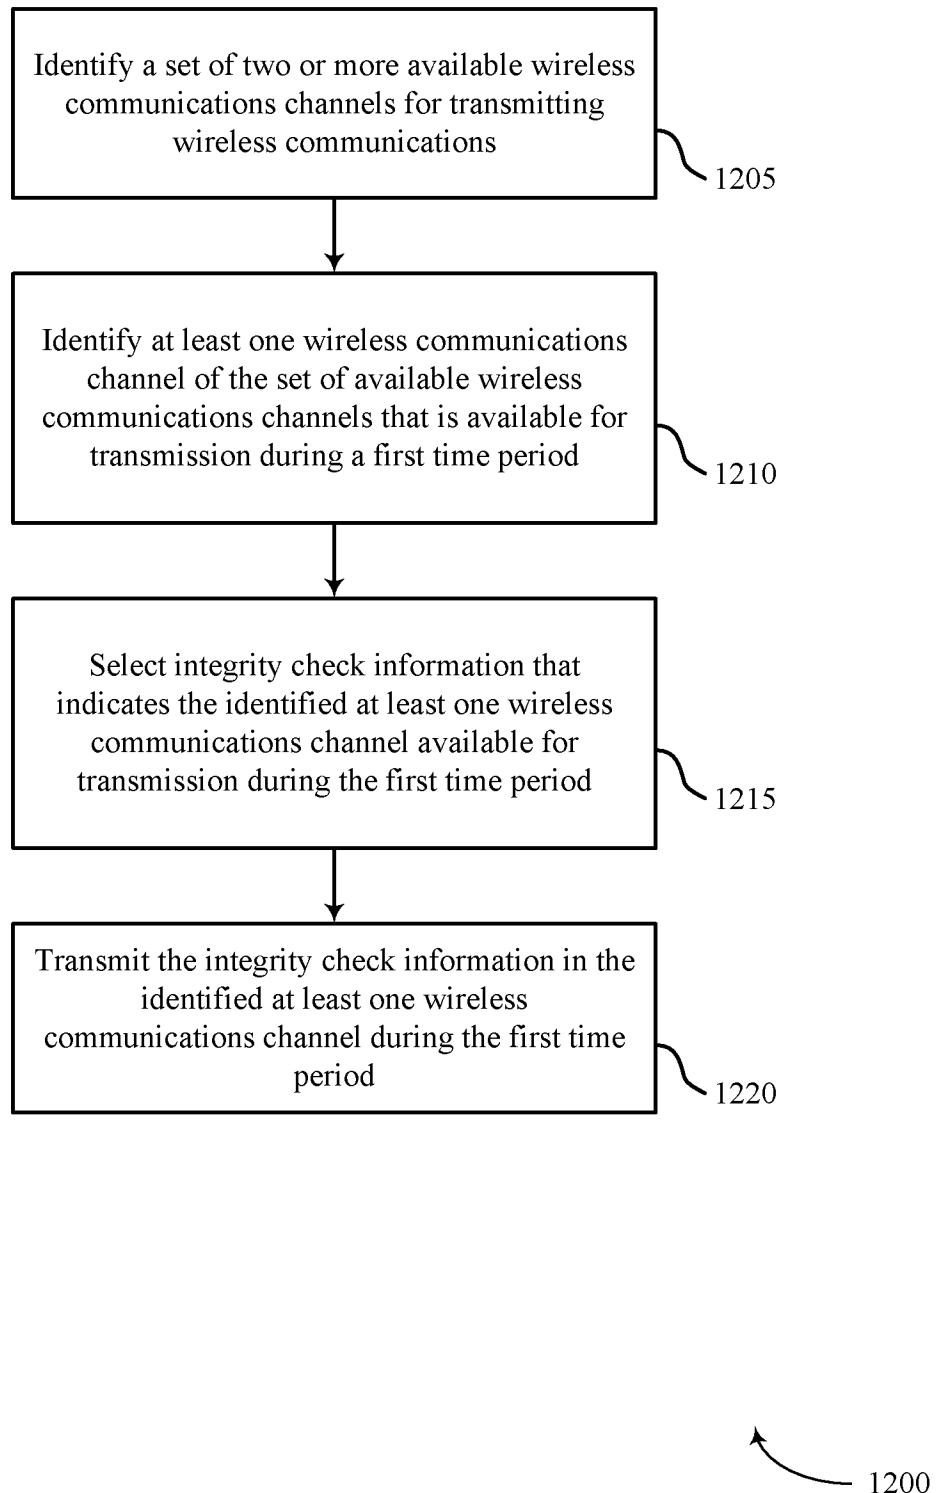 Identify a set of two or more available wireless
communications channels for transmitting
wireless communications
1205
Identify at least one wireless communications
channel of the set of available wireless
communications channels that is available for
transmission during a first time period
1210
Select integrity check information that
indicates the identified at least one wireless
communications channel available for
transmission during the first time period
1215
Transmit the integrity check information in the
identified at least one wireless
communications channel during the first time
period
1220
1200